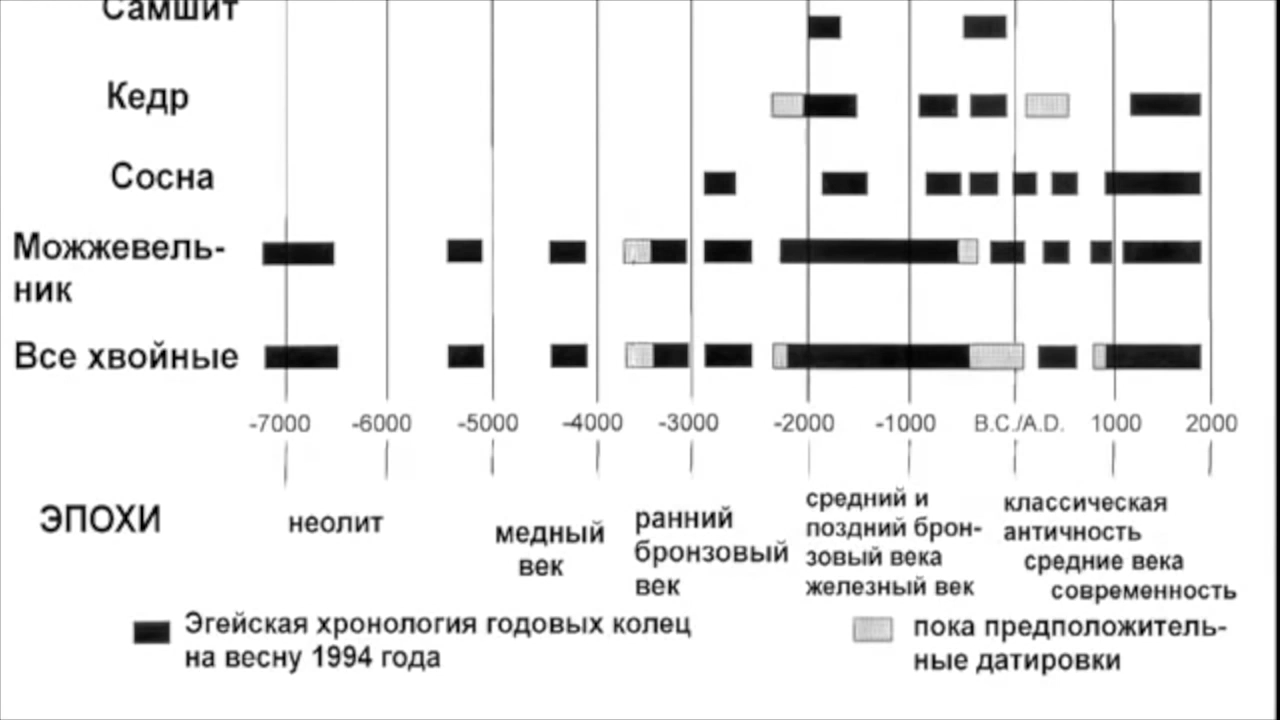 Самшит
Кедр
Сосна
Можжевель-
ник
Все хвойные
-7000 -6000 -5000 -4000 -3000 -2000 -1000 B.C./A.D. 1000 2000
ЭПОХИ
неолит
медный
век
ранний
бронзовый
век
средний и
поздний брон-
зовый века
железный век
классическая
античность
средние века
современность
Эгейская хронология годовых колец
на весну 1994 года
пока предположитель-
ные датировки